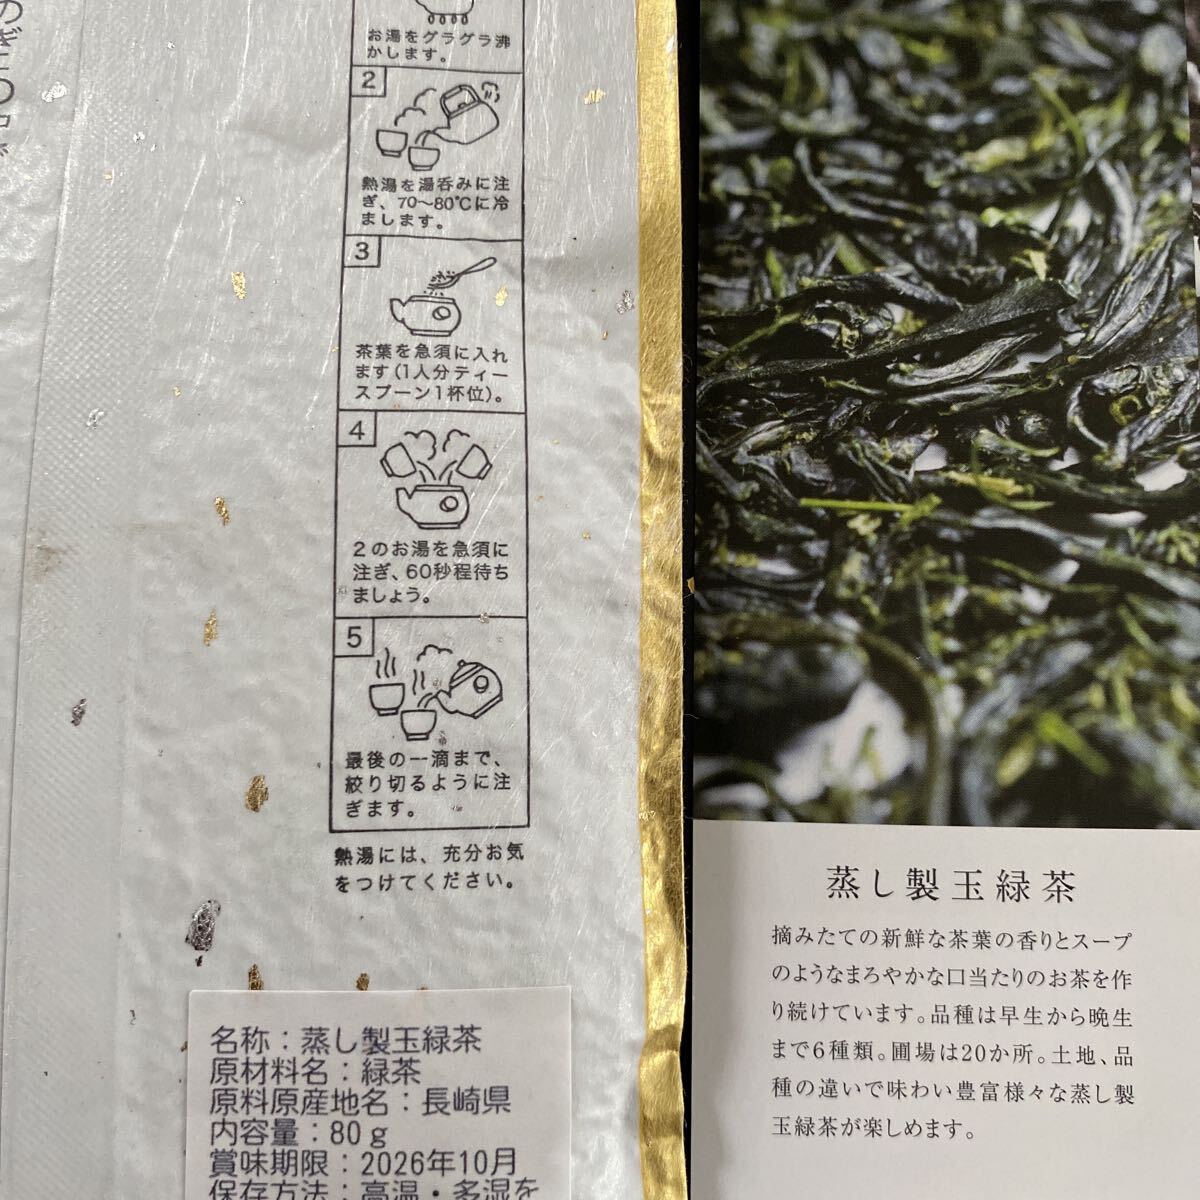 お湯をグラグラ沸
かします。
2
熱湯を湯呑みに注
ぎ、70〜80℃に冷
まします。
3
茶葉を急須に入れ
ます(1人分ティー
スプーン1杯位)。
4
2のお湯を急須に
注ぎ、60秒程待ち
ましょう。
5
最後の一滴まで、
絞り切るように注
ぎます。
熱湯には、充分お気
をつけてください。
名称：蒸し製玉緑茶
原材料名：緑茶
原料原産地名：長崎県
内容量：80ｇ
賞味期限：2026年10月
保存方法：高温・多湿を
蒸し製玉緑茶
摘みたての新鮮な茶葉の香りとスープ
のようなまろやかな口当たりのお茶を作
り続けています。品種は早生から晩生
まで6種類。圃場は20か所。土地、品
種の違いで味わい豊富様々な蒸し製
玉緑茶が楽しめます。